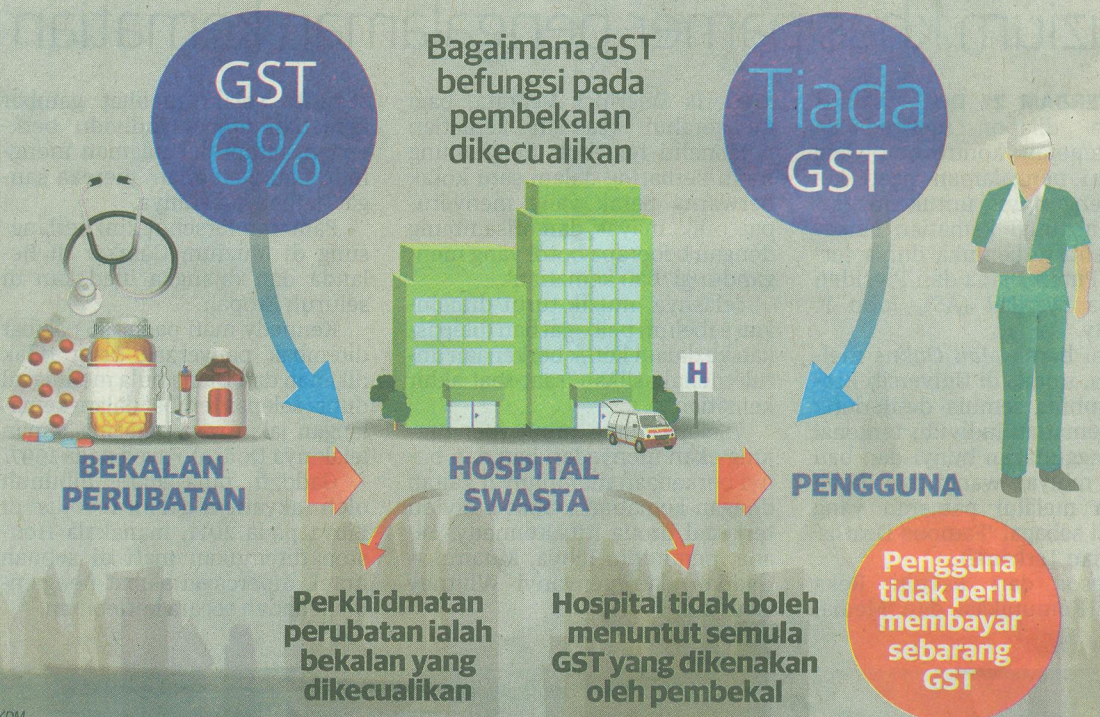 GST
6%
Bagaimana GST
befungsi pada
pembekalan
dikecualikan
Tiada
GST
H
BEKALAN
PERUBATAN
HOSPITAL
SWASTA
PENGGUNA
Perkhidmatan
perubatan ialah
bekalan yang
dikecualikan
Hospital tidak boleh
menuntut semula
GST yang dikenakan
oleh pembekal
Pengguna
tidak perlu
membayar
sebarang
GST